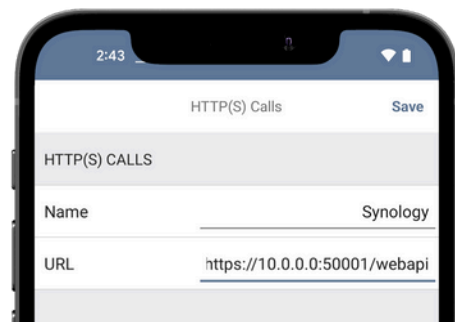 2:43
HTTP(S) Calls Save
HTTP(S) CALLS
Name Synology
URL https://10.0.0.0:50001/webapi